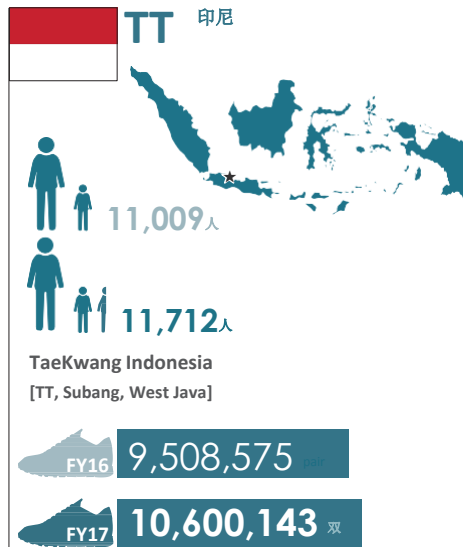 TT 印尼
11,009人
11,712人
TaeKwang Indonesia
[TT, Subang, West Java]
FY16 9,508,575 pair
FY17 10,600,143 双